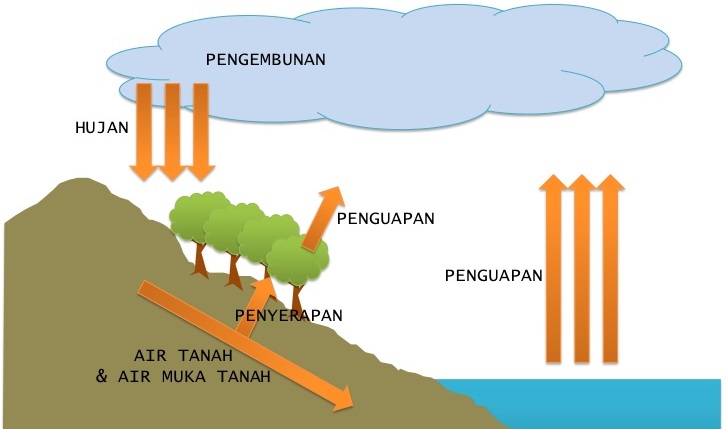 PENGEMBUNAN
HUJAN
PENGUAPAN
PENGUAPAN
PENYERAPAN
AIR TANAH
& AIR MUKA TANAH